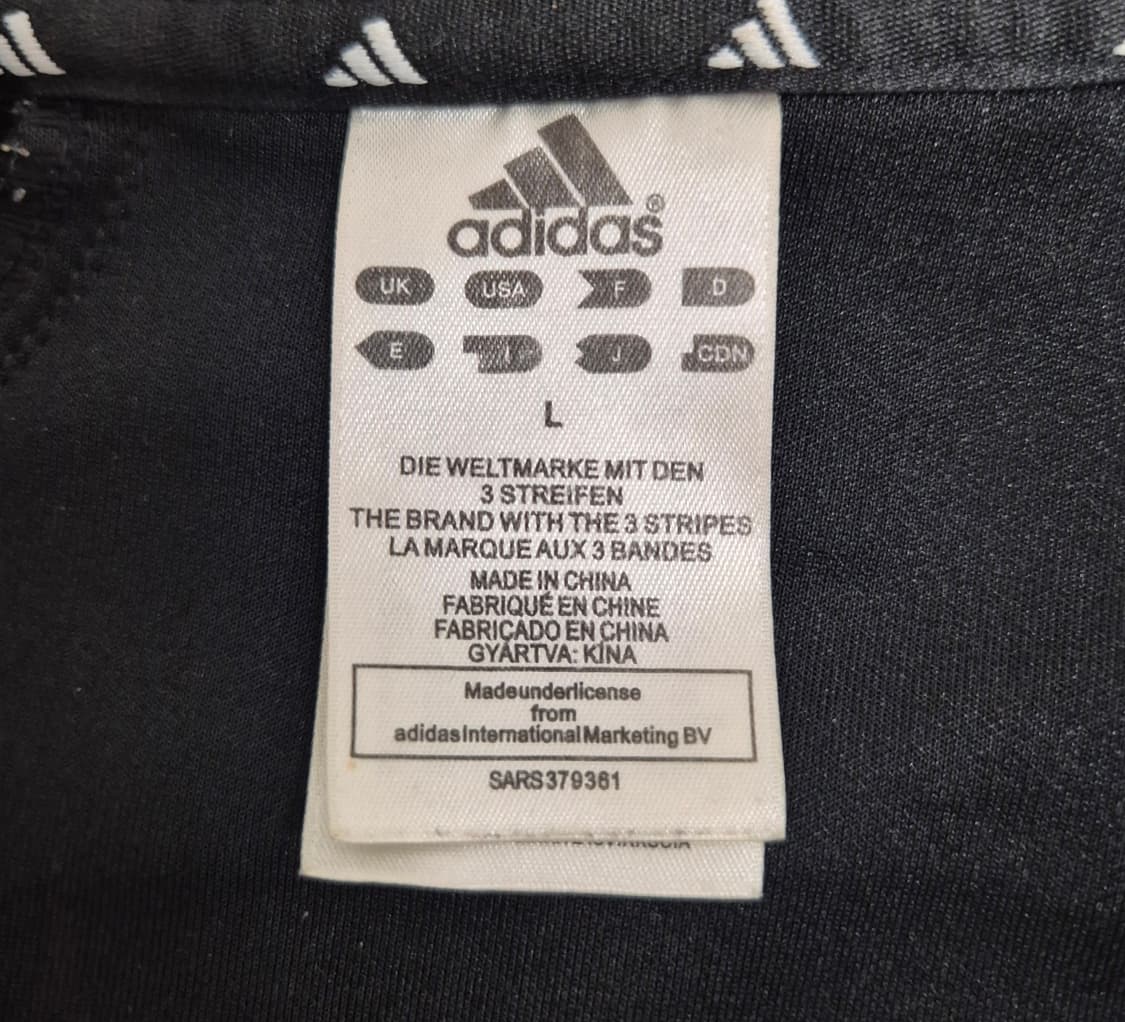 adidas®
UK USA F D
E I J CDN
L
DIE WELTMARKE MIT DEN
3 STREIFEN
THE BRAND WITH THE 3 STRIPES
LA MARQUE AUX 3 BANDES
MADE IN CHINA
FABRIQUÉ EN CHINE
FABRICADO EN CHINA
GYÁRTVA: KÍNA
Madeunderlicense
from
adidasInternationalMarketing BV
SARS379361